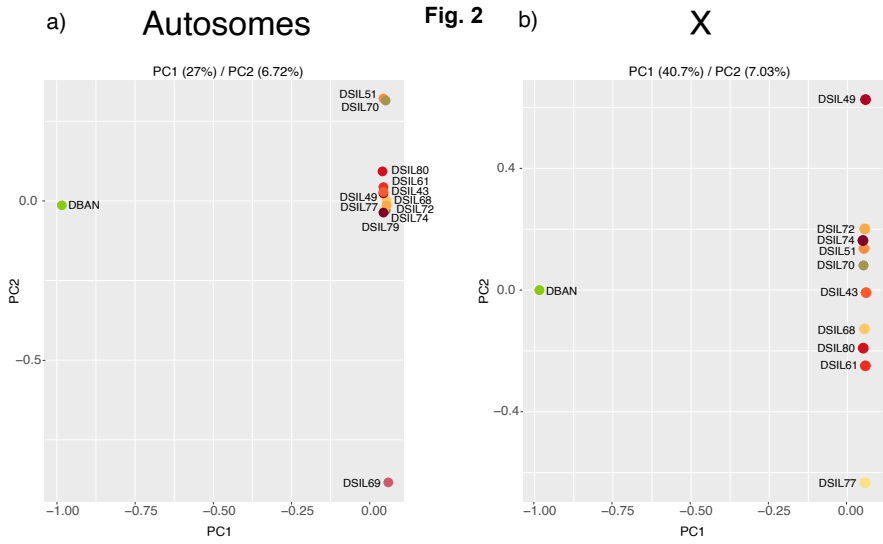 Fig. 2
a) Autosomes
PC1 (27%) / PC2 (6.72%)
DSIL51
DSIL70
DSIL80
DSIL61
DSIL43
DSIL49
DSIL68
DSIL77
DSIL72
DSIL74
DSIL79
DBAN
DSIL69
0.0
−0.5
PC2
−1.00 −0.75 −0.50 −0.25 0.00
PC1
b) X
PC1 (40.7%) / PC2 (7.03%)
DSIL49
DSIL72
DSIL74
DSIL51
DSIL70
DSIL43
DBAN
DSIL68
DSIL80
DSIL61
DSIL77
0.4
0.0
−0.4
PC2
−1.00 −0.75 −0.50 −0.25 0.00
PC1